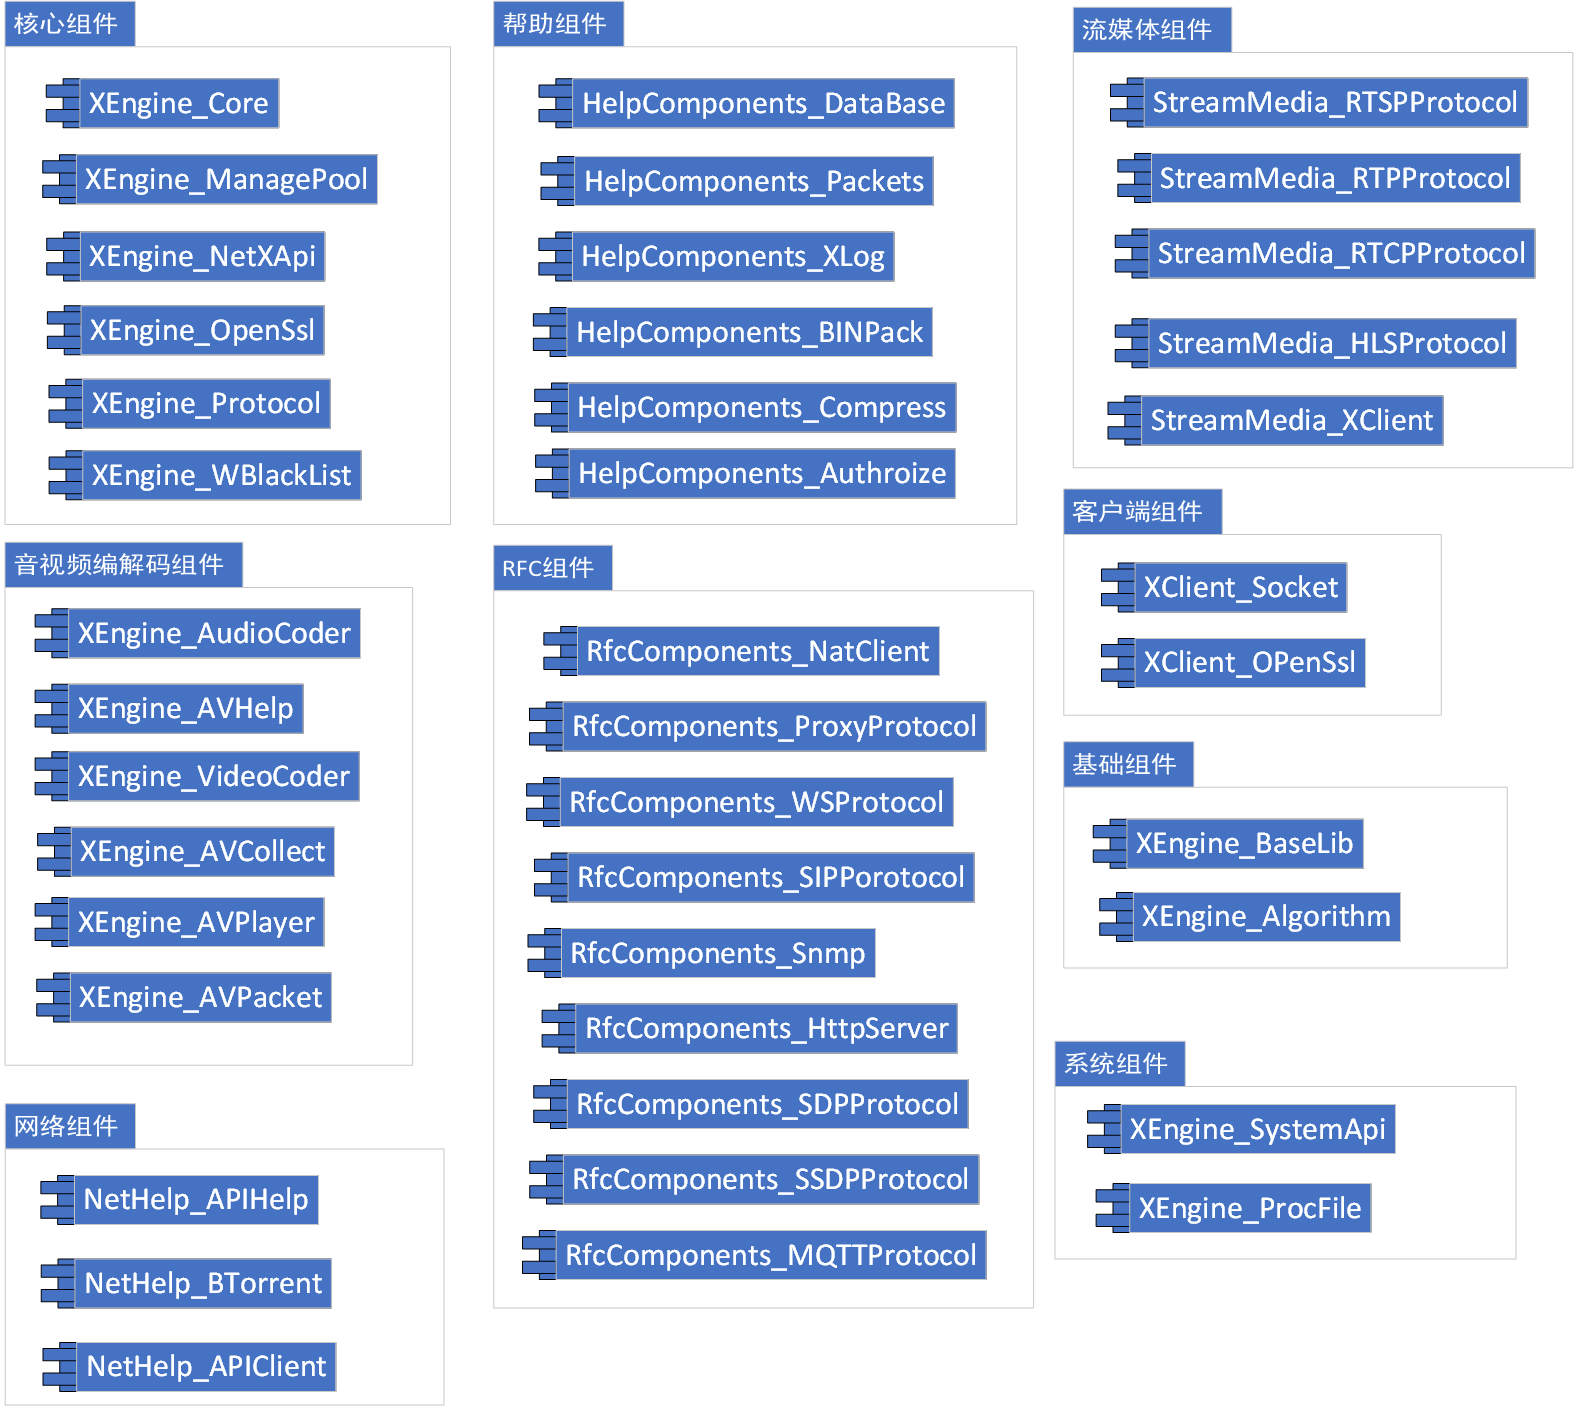 核心组件
XEngine_Core
XEngine_ManagePool
XEngine_NetXApi
XEngine_OpenSsl
XEngine_Protocol
XEngine_WBlackList
音视频编解码组件
XEngine_AudioCoder
XEngine_AVHelp
XEngine_VideoCoder
XEngine_AVCollect
XEngine_AVPlayer
XEngine_AVPacket
网络组件
NetHelp_APIHelp
NetHelp_BTorrent
NetHelp_APIClient
帮助组件
HelpComponents_DataBase
HelpComponents_Packets
HelpComponents_XLog
HelpComponents_BINPack
HelpComponents_Compress
HelpComponents_Authroize
RFC组件
RfcComponents_NatClient
RfcComponents_ProxyProtocol
RfcComponents_WSProtocol
RfcComponents_SIPPorotocol
RfcComponents_Snmp
RfcComponents_HttpServer
RfcComponents_SDPProtocol
RfcComponents_SSDPProtocol
RfcComponents_MQTTProtocol
流媒体组件
StreamMedia_RTSPProtocol
StreamMedia_RTPProtocol
StreamMedia_RTCPProtocol
StreamMedia_HLSProtocol
StreamMedia_XClient
客户端组件
XClient_Socket
XClient_OPenSsl
基础组件
XEngine_BaseLib
XEngine_Algorithm
系统组件
XEngine_SystemApi
XEngine_ProcFile